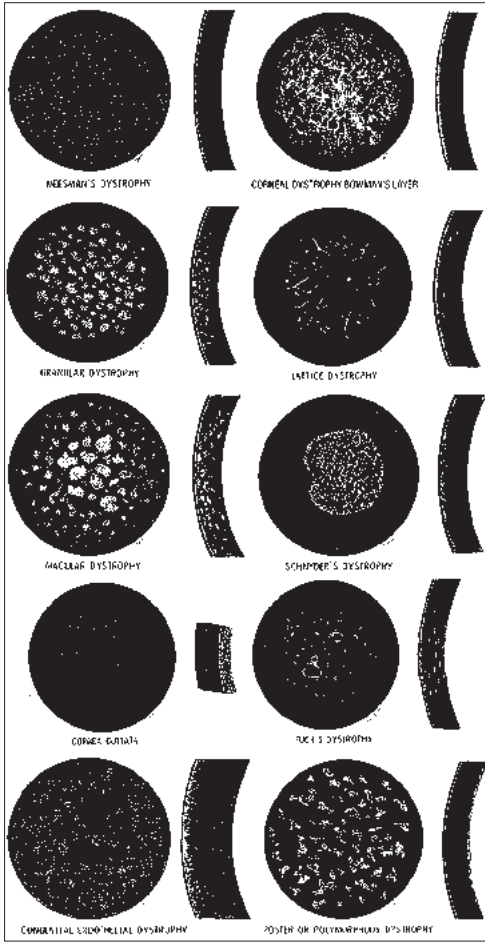 MEESMAN'S DYSTROPHY
CORNEAL DYSTROPHY BOWMAN'S LAYER
GRANULAR DYSTROPHY
LATTICE DYSTROPHY
MACULAR DYSTROPHY
SCHNYDER'S DYSTROPHY
CORNEA GUTTATA
FUCH'S DYSTROPHY
CONGENITAL ENDOTHELIAL DYSTROPHY
POSTERIOR POLYMORPHOUS DYSTROPHY